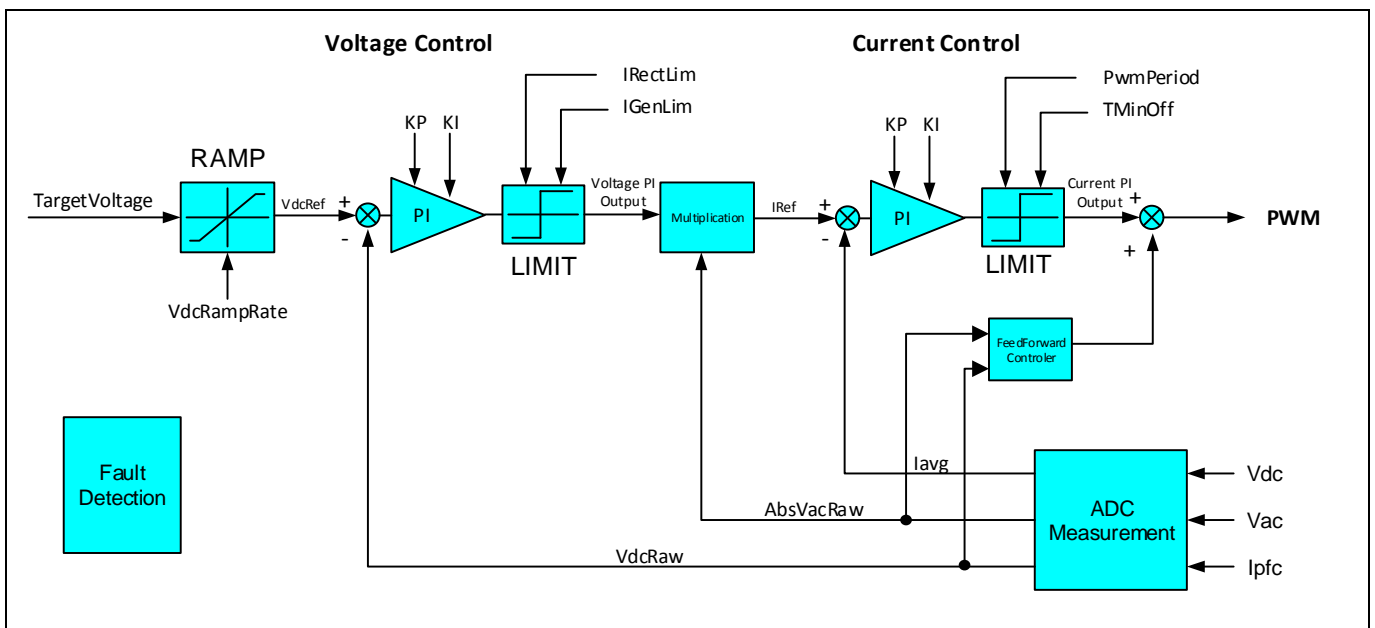 Voltage Control
Current Control
IRectLim
IGenLim
PwmPeriod
TMinOff
KP KI
KP KI
RAMP
TargetVoltage
VdcRef
+
-
PI
LIMIT
Voltage PI
Output
Multiplication
IRef
+
-
PI
LIMIT
Current PI
Output
+
+
PWM
VdcRampRate
FeedForward
Controler
Fault
Detection
Iavg
AbsVacRaw
VdcRaw
ADC
Measurement
Vdc
Vac
Ipfc